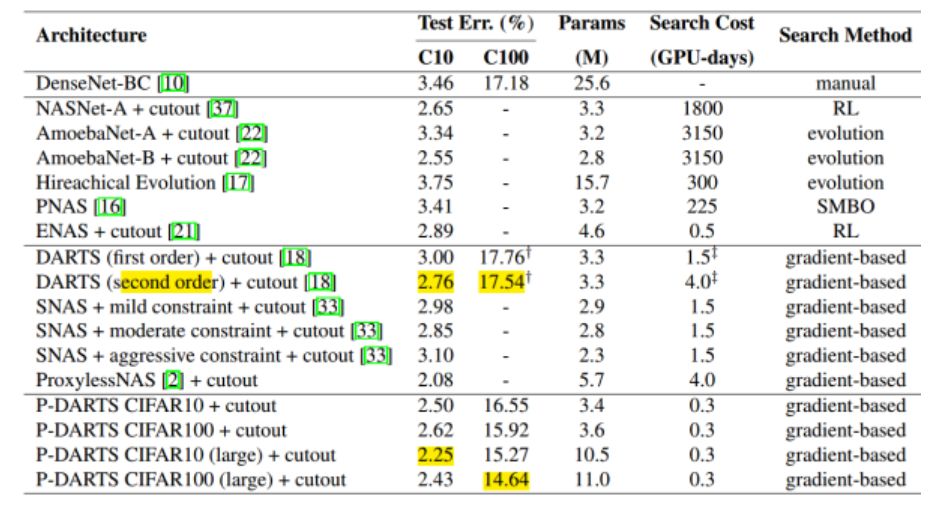 Architecture Test Err. (%) Params Search Cost Search Method
C10 C100 (M) (GPU-days)
DenseNet-BC [10] 3.46 17.18 25.6 - manual
NASNet-A + cutout [37] 2.65 - 3.3 1800 RL
AmoebaNet-A + cutout [22] 3.34 - 3.2 3150 evolution
AmoebaNet-B + cutout [22] 2.55 - 2.8 3150 evolution
Hireachical Evolution [17] 3.75 - 15.7 300 evolution
PNAS [16] 3.41 - 3.2 225 SMBO
ENAS + cutout [21] 2.89 - 4.6 0.5 RL
DARTS (first order) + cutout [18] 3.00 17.76† 3.3 1.5‡ gradient-based
DARTS (second order) + cutout [18] 2.76 17.54† 3.3 4.0‡ gradient-based
SNAS + mild constraint + cutout [33] 2.98 - 2.9 1.5 gradient-based
SNAS + moderate constraint + cutout [33] 2.85 - 2.8 1.5 gradient-based
SNAS + aggressive constraint + cutout [33] 3.10 - 2.3 1.5 gradient-based
ProxylessNAS [2] + cutout 2.08 - 5.7 4.0 gradient-based
P-DARTS CIFAR10 + cutout 2.50 16.55 3.4 0.3 gradient-based
P-DARTS CIFAR100 + cutout 2.62 15.92 3.6 0.3 gradient-based
P-DARTS CIFAR10 (large) + cutout 2.25 15.27 10.5 0.3 gradient-based
P-DARTS CIFAR100 (large) + cutout 2.43 14.64 11.0 0.3 gradient-based